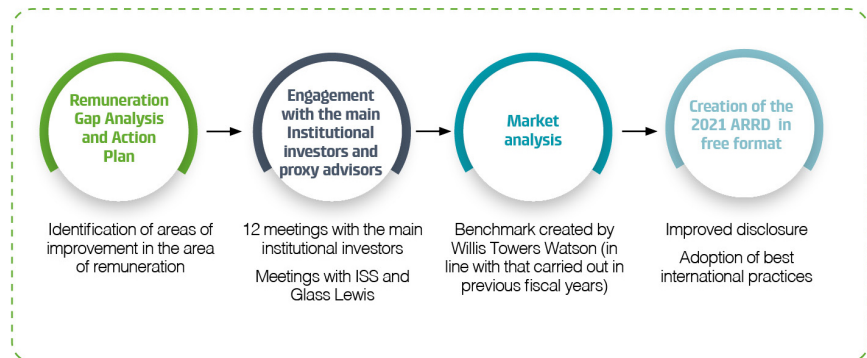 Remuneration
Gap Analysis
and Action
Plan
Engagement
with the main
Institutional
investors and
proxy advisors
Market
analysis
Creation of the
2021 ARRD in
free format
Identification of areas of
improvement in the area
of remuneration
12 meetings with the main
institutional investors
Meetings with ISS and
Glass Lewis
Benchmark created by
Willis Towers Watson (in
line with that carried out in
previous fiscal years)
Improved disclosure
Adoption of best
international practices